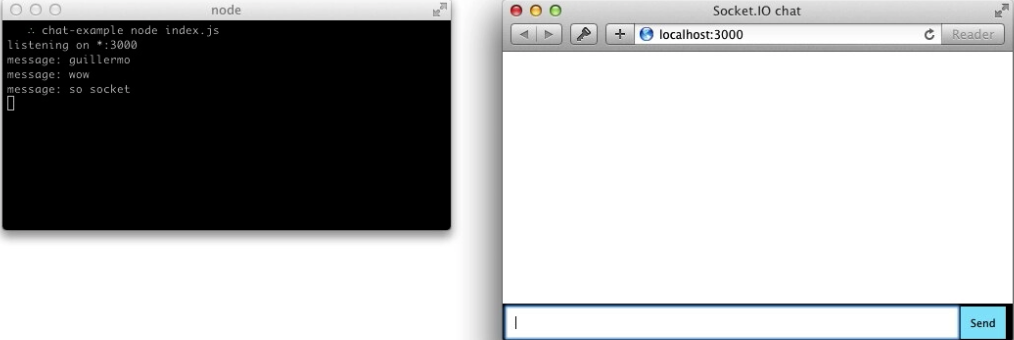 node
∴ chat-example node index.js
listening on *:3000
message: guillermo
message: wow
message: so socket
Socket.IO chat
localhost:3000
Reader
Send